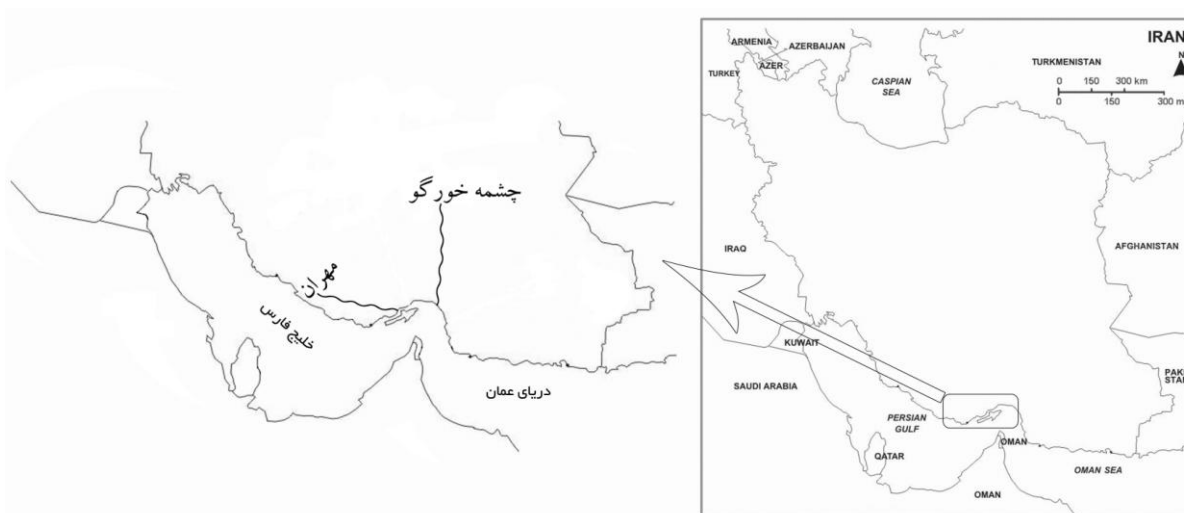 چشمه خورگو
مهران
خلیج فارس
دریای عمان
IRAN
N
ARMENIA
AZERBAIJAN
AZER
TURKEY
CASPIAN
SEA
TURKMENISTAN
0 150 300 km
0 150 300 m
IRAQ
AFGHANISTAN
KUWAIT
SAUDI ARABIA
PERSIAN
GULF
QATAR
OMAN
OMAN SEA
OMAN